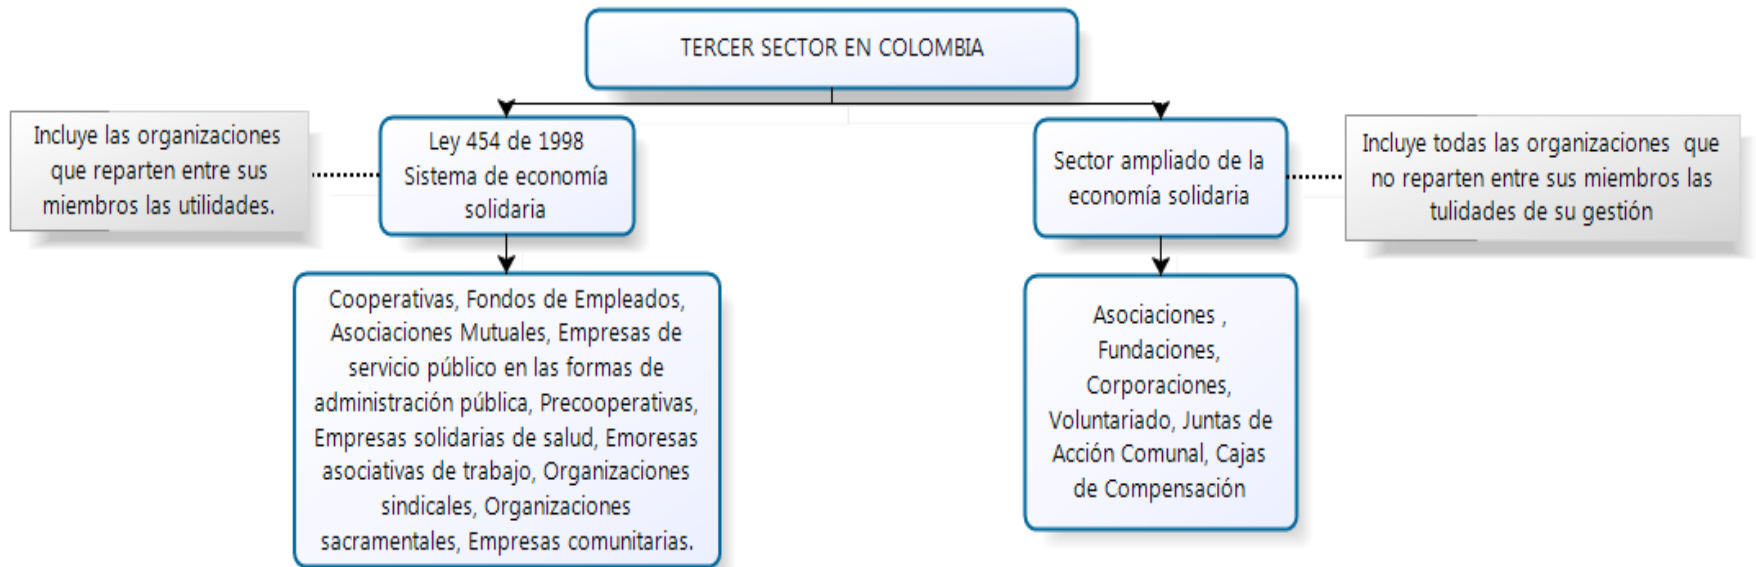 TERCER SECTOR EN COLOMBIA
Incluye las organizaciones
que reparten entre sus
miembros las utilidades.
Ley 454 de 1998
Sistema de economía
solidaria
Sector ampliado de la
economía solidaria
Incluye todas las organizaciones que
no reparten entre sus miembros las
tulidades de su gestión
Cooperativas, Fondos de Empleados,
Asociaciones Mutuales, Empresas de
servicio público en las formas de
administración pública, Precooperativas,
Empresas solidarias de salud, Emoresas
asociativas de trabajo, Organizaciones
sindicales, Organizaciones
sacramentales, Empresas comunitarias.
Asociaciones ,
Fundaciones,
Corporaciones,
Voluntariado, Juntas de
Acción Comunal, Cajas
de Compensación